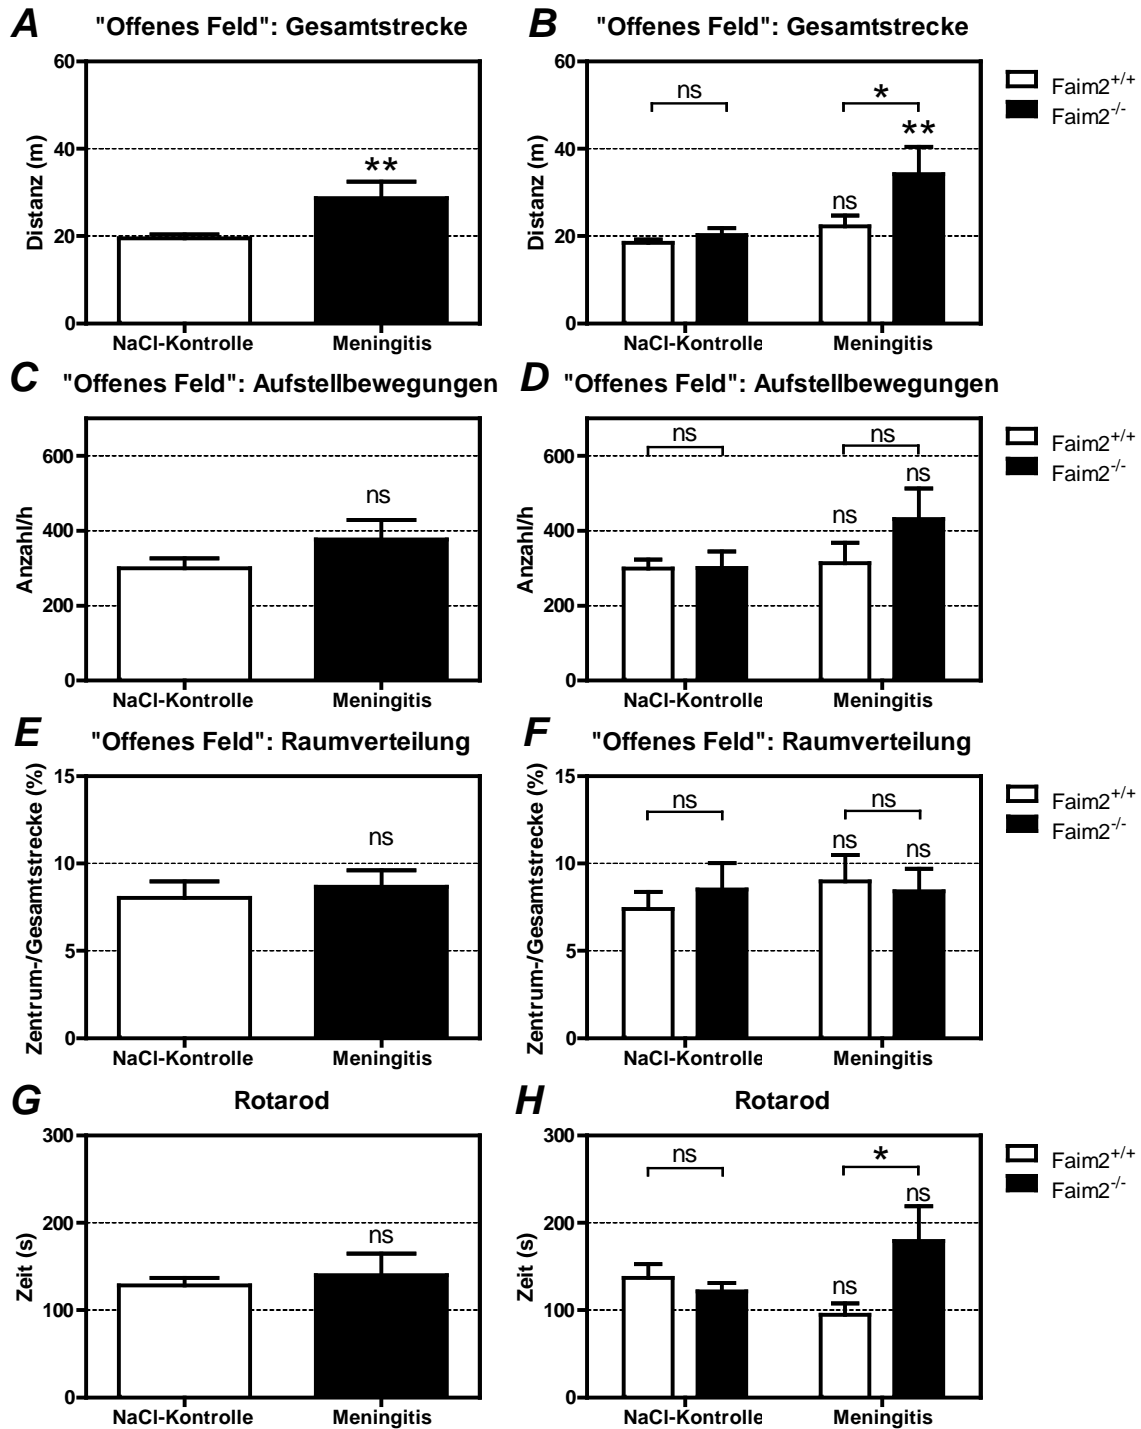 A "Offenes Feld": Gesamtstrecke
60
40
20
0
Distanz (m)
**
NaCl-Kontrolle Meningitis
B "Offenes Feld": Gesamtstrecke
60
40
20
0
Distanz (m)
ns
*
**
ns
NaCl-Kontrolle Meningitis
Faim2+/+
Faim2-/-
C "Offenes Feld": Aufstellbewegungen
600
400
200
0
Anzahl/h
ns
NaCl-Kontrolle Meningitis
D "Offenes Feld": Aufstellbewegungen
600
400
200
0
Anzahl/h
ns
ns
ns
ns
NaCl-Kontrolle Meningitis
Faim2+/+
Faim2-/-
E "Offenes Feld": Raumverteilung
15
10
5
0
Zentrum-/Gesamtstrecke (%)
ns
NaCl-Kontrolle Meningitis
F "Offenes Feld": Raumverteilung
15
10
5
0
Zentrum-/Gesamtstrecke (%)
ns
ns
ns
ns
NaCl-Kontrolle Meningitis
Faim2+/+
Faim2-/-
G Rotarod
300
200
100
0
Zeit (s)
ns
NaCl-Kontrolle Meningitis
H Rotarod
300
200
100
0
Zeit (s)
ns
*
ns
ns
NaCl-Kontrolle Meningitis
Faim2+/+
Faim2-/-